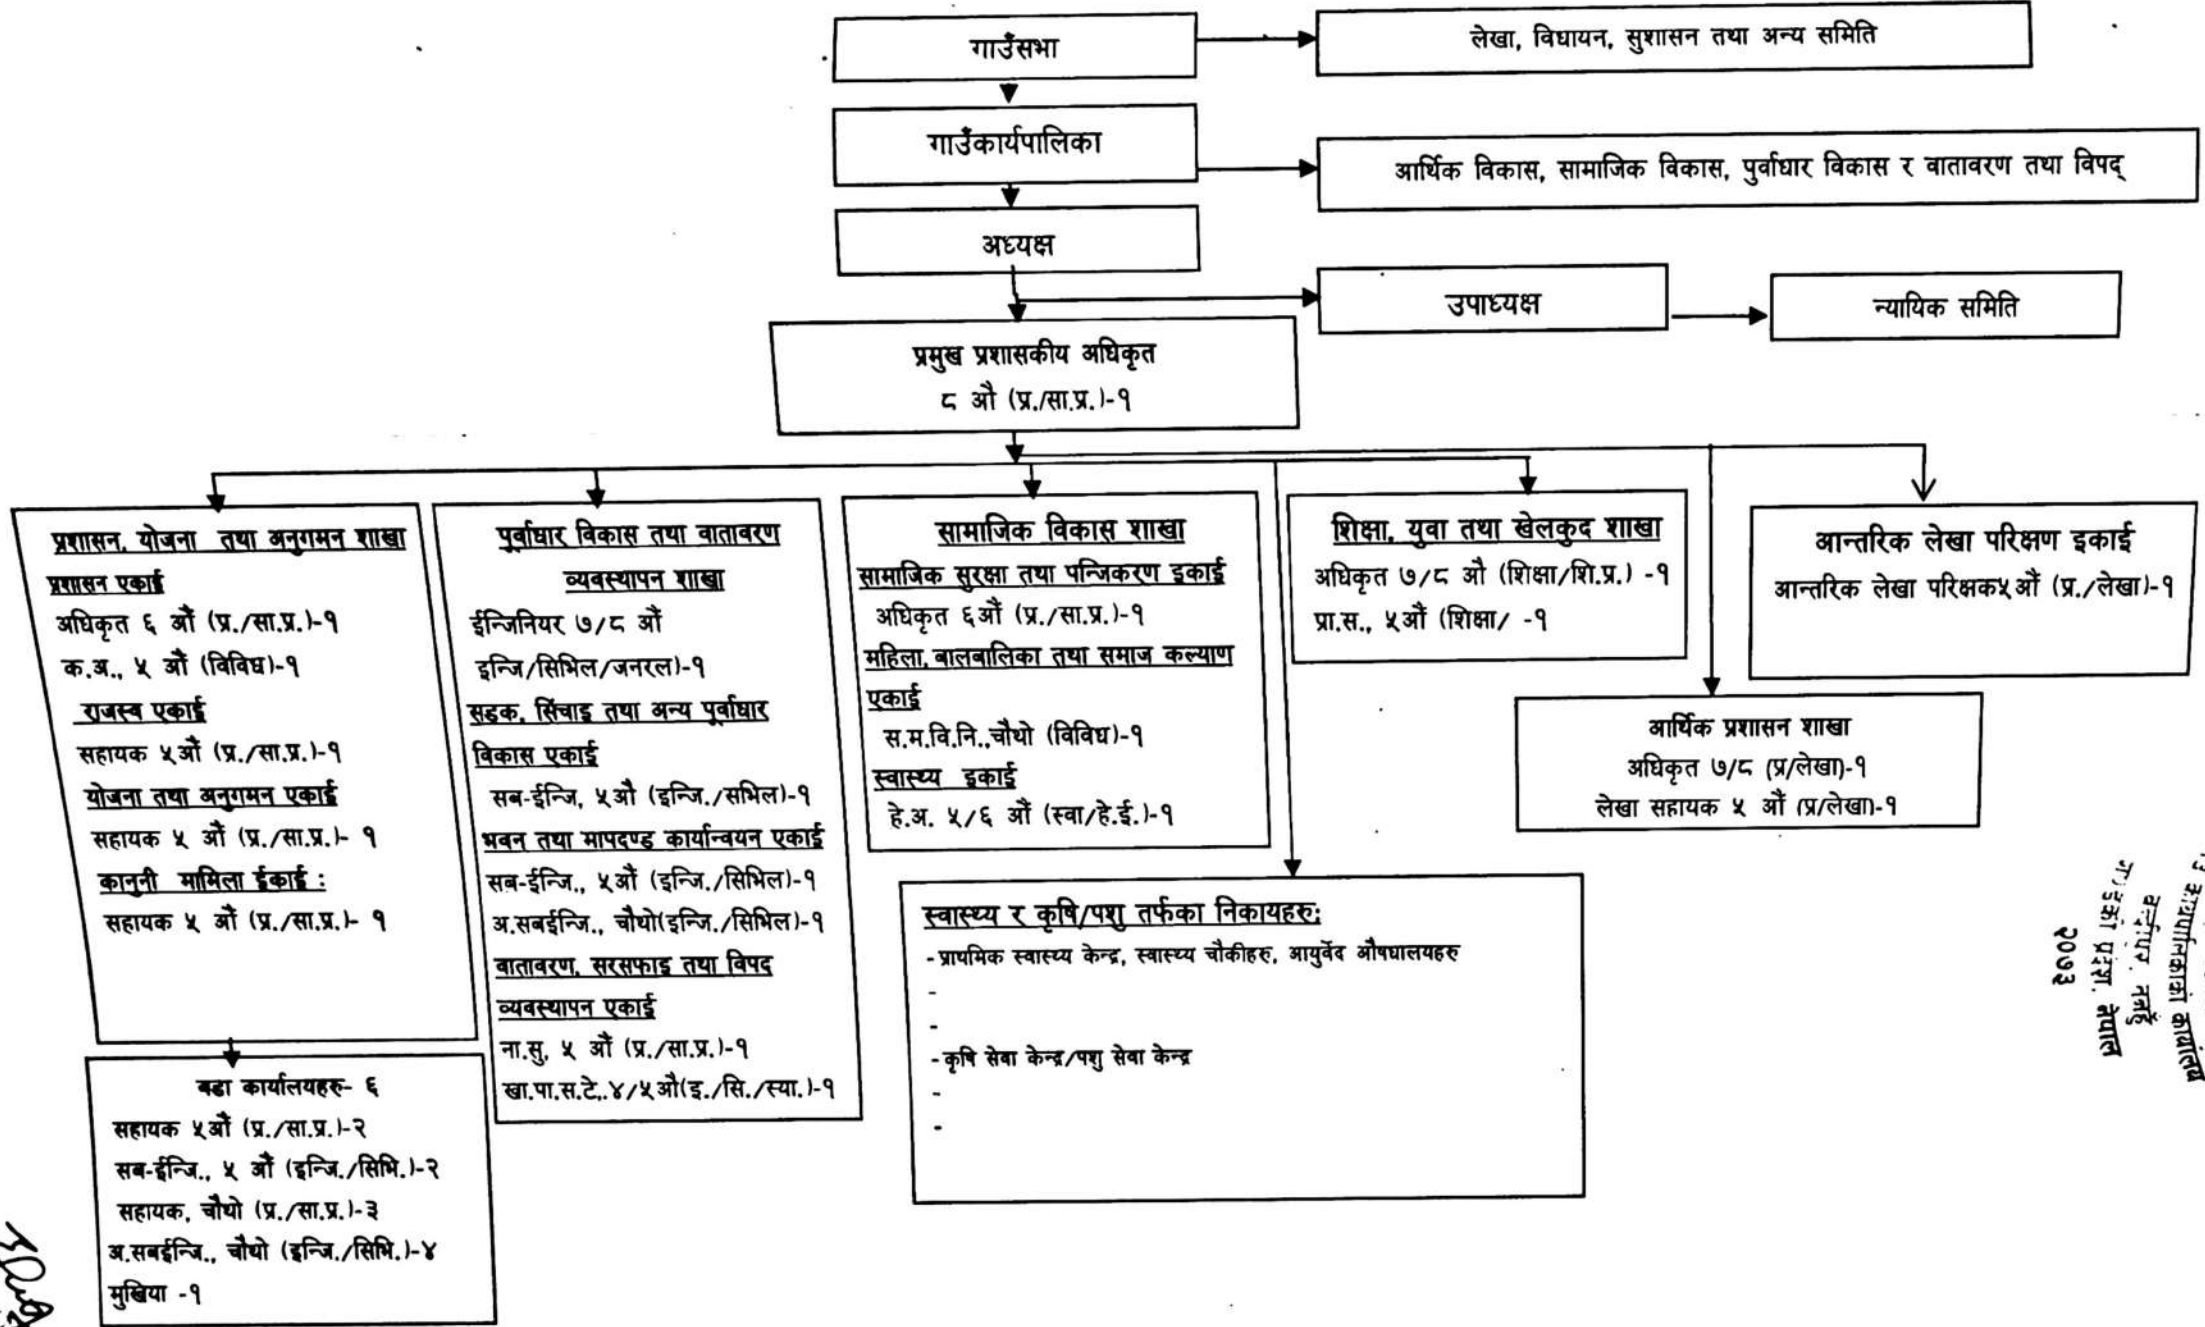 गाउँसभा
लेखा, विधायन, सुशासन तथा अन्य समिति
गाउँकार्यपालिका
आर्थिक विकास, सामाजिक विकास, पुर्वाधार विकास र वातावरण तथा विपद्
अध्यक्ष
उपाध्यक्ष
न्यायिक समिति
प्रमुख प्रशासकीय अधिकृत
८ औ (प्र./सा.प्र.)-१
प्रशासन, योजना तथा अनुगमन शाखा
प्रशासन एकाई
अधिकृत ६ औं (प्र./सा.प्र.)-१
क.अ., ५ औं (विविध)-१
राजस्व एकाई
सहायक ५औं (प्र./सा.प्र.)-१
योजना तथा अनुगमन एकाई
सहायक ५ औं (प्र./सा.प्र.)- १
कानुनी मामिला ईकाई :
सहायक ५ औं (प्र./सा.प्र.)- १
वडा कार्यालयहरु- ६
सहायक ५औं (प्र./सा.प्र.)-२
सब-ईन्जि., ५ औं (इन्जि./सिभि.)-२
सहायक, चौथो (प्र./सा.प्र.)-३
अ.सबईन्जि., चौथो (इन्जि./सिभि.)-४
मुखिया -१
पूर्वाधार विकास तथा वातावरण
व्यवस्थापन शाखा
ईन्जिनियर ७/८ औं
इन्जि/सिभिल/जनरल)-१
सडक, सिंचाइ तथा अन्य पूर्वाधार
विकास एकाई
सब-ईन्जि, ५औ (इन्जि./सभिल)-१
भवन तथा मापदण्ड कार्यान्वयन एकाई
सब-ईन्जि., ५औं (इन्जि./सिभिल)-१
अ.सबईन्जि., चौथो(इन्जि./सिभिल)-१
वातावरण, सरसफाइ तथा विपद
व्यवस्थापन एकाई
ना.सु, ५ औं (प्र./सा.प्र.)-१
खा.पा.स.टे.,४/५औ(इ./सि./स्या.)-१
सामाजिक विकास शाखा
सामाजिक सुरक्षा तथा पन्जिकरण इकाई
अधिकृत ६औं (प्र./सा.प्र.)-१
महिला, बालबालिका तथा समाज कल्याण
एकाई
स.म.वि.नि.,चौथो (विविध)-१
स्वास्थ्य इकाई
हे.अ. ५/६ औं (स्वा/हे.ई.)-१
शिक्षा, युवा तथा खेलकुद शाखा
अधिकृत ७/८ औ (शिक्षा/शि.प्र.) -१
प्रा.स., ५औं (शिक्षा/ -१
आन्तरिक लेखा परिक्षण इकाई
आन्तरिक लेखा परिक्षक५औं (प्र./लेखा)-१
आर्थिक प्रशासन शाखा
अधिकृत ७/८ (प्र/लेखा)-१
लेखा सहायक ५ औं (प्र/लेखा)-१
स्वास्थ्य र कृषि/पशु तर्फका निकायहरु:
-प्राथमिक स्वास्थ्य केन्द्र, स्वास्थ्य चौकीहरु, आयुर्वेद औषधालयहरु
-
-
-कृषि सेवा केन्द्र/पशु सेवा केन्द्र
-
-
कार्यालय
नेपाल
२०७३